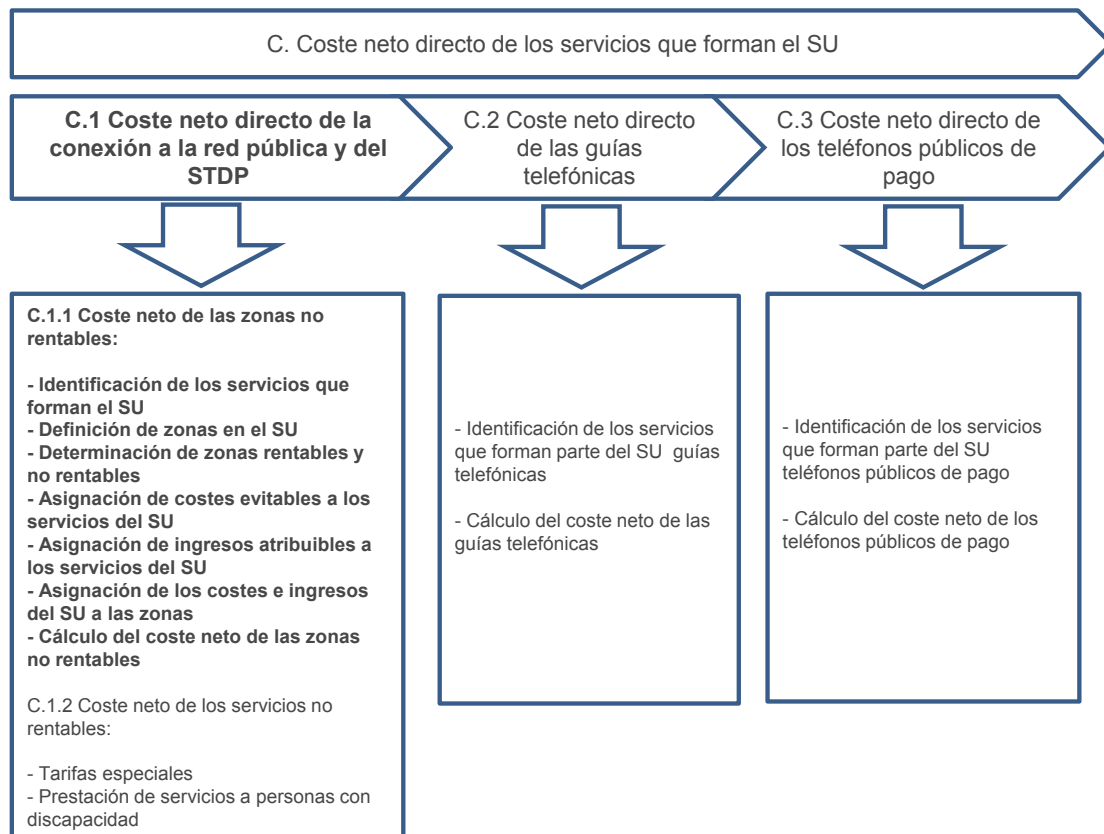 C. Coste neto directo de los servicios que forman el SU
C.1 Coste neto directo de la
conexión a la red pública y del
STDP
C.2 Coste neto directo
de las guías
telefónicas
C.3 Coste neto directo de
los teléfonos públicos de
pago
C.1.1 Coste neto de las zonas no
rentables:
- Identificación de los servicios que
forman el SU
- Definición de zonas en el SU
- Determinación de zonas rentables y
no rentables
- Asignación de costes evitables a los
servicios del SU
- Asignación de ingresos atribuibles a
los servicios del SU
- Asignación de los costes e ingresos
del SU a las zonas
- Cálculo del coste neto de las zonas
no rentables
C.1.2 Coste neto de los servicios no
rentables:
- Tarifas especiales
- Prestación de servicios a personas con
discapacidad
- Identificación de los servicios
que forman parte del SU guías
telefónicas
- Cálculo del coste neto de las
guías telefónicas
- Identificación de los servicios
que forman parte del SU
teléfonos públicos de pago
- Cálculo del coste neto de los
teléfonos públicos de pago